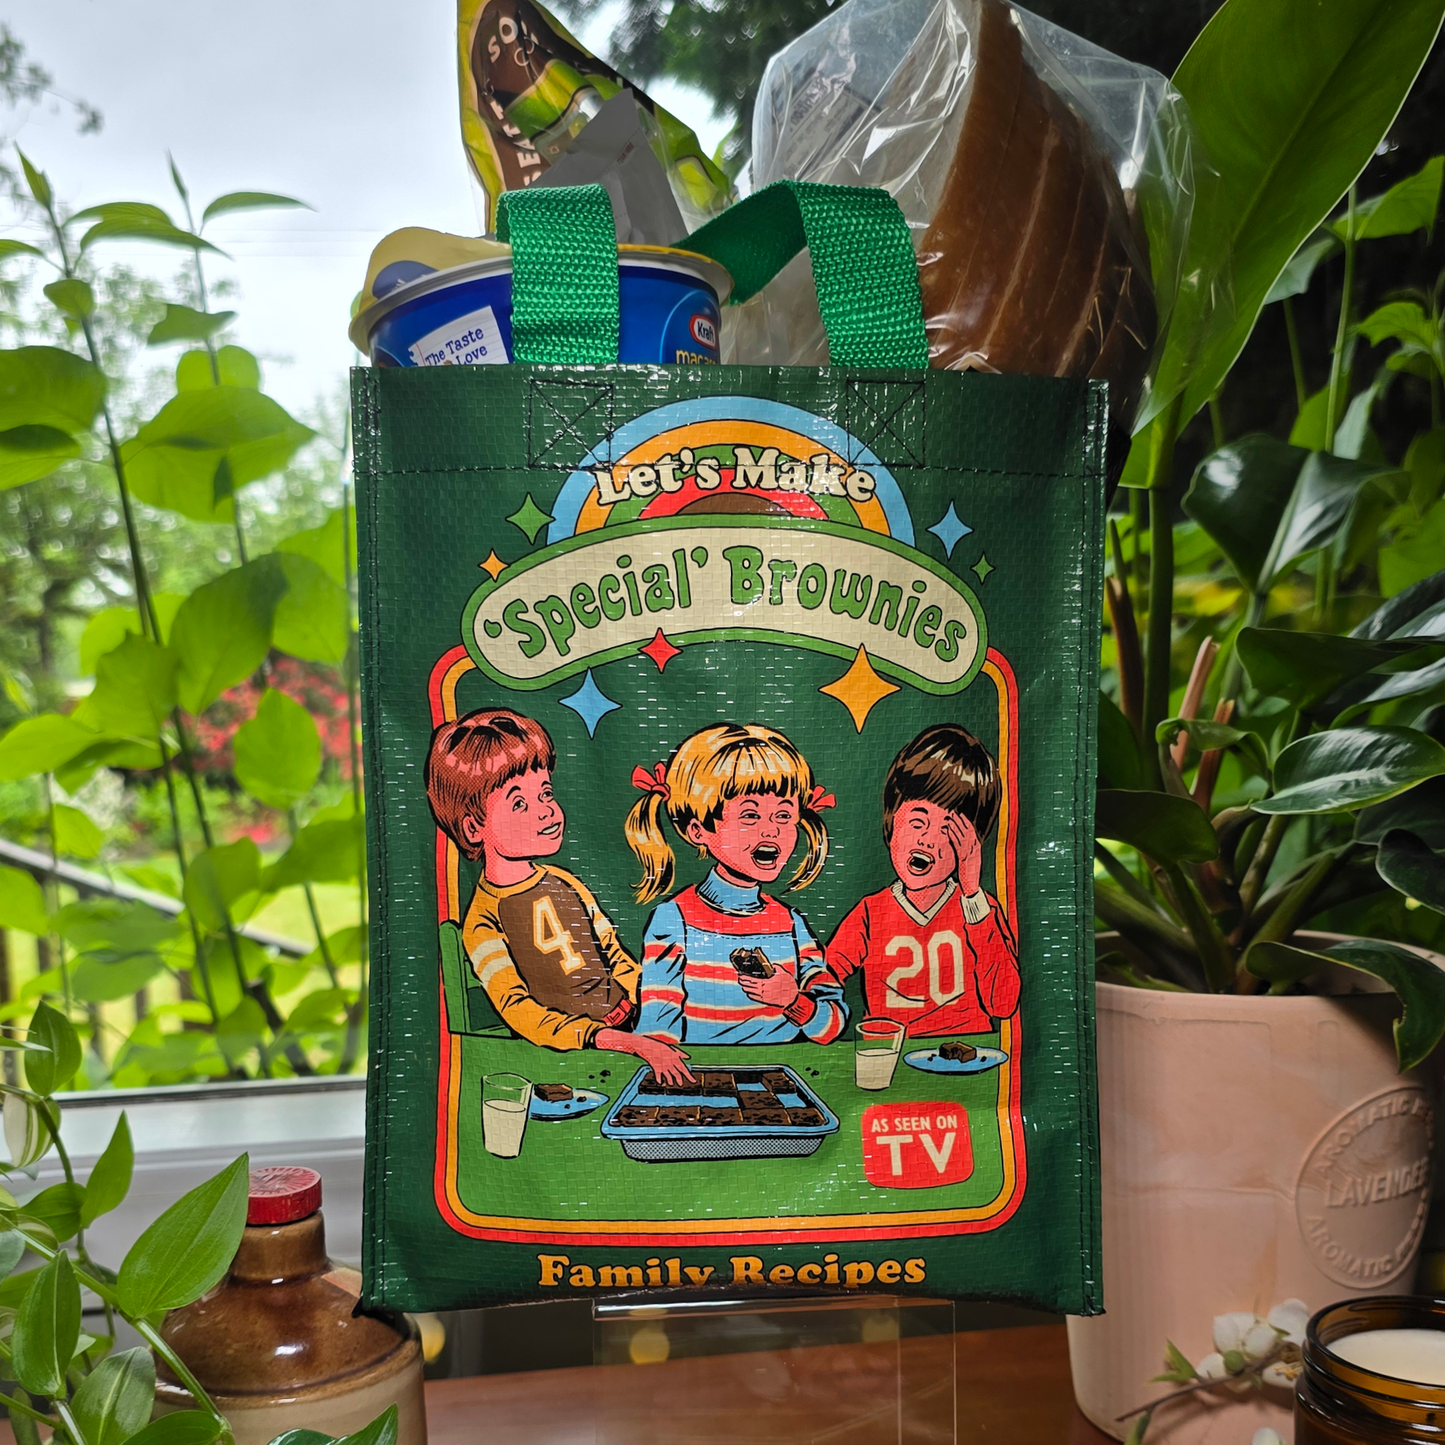 The Taste
Love
Kraft
Let's Make
'Special' Brownies
4
20
AS SEEN ON
TV
Family Recipes
LAVENDER